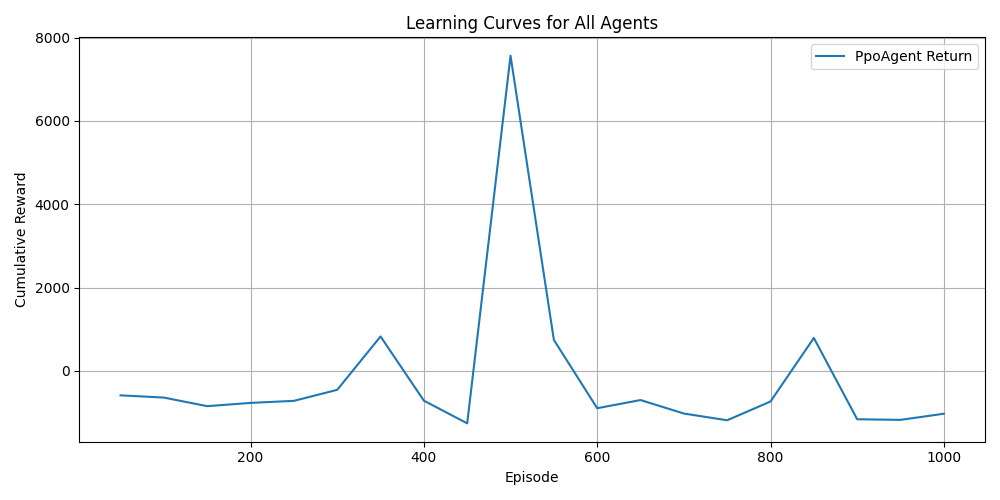 Learning Curves for All Agents
PpoAgent Return
8000
6000
4000
2000
0
Cumulative Reward
200 400 600 800 1000
Episode